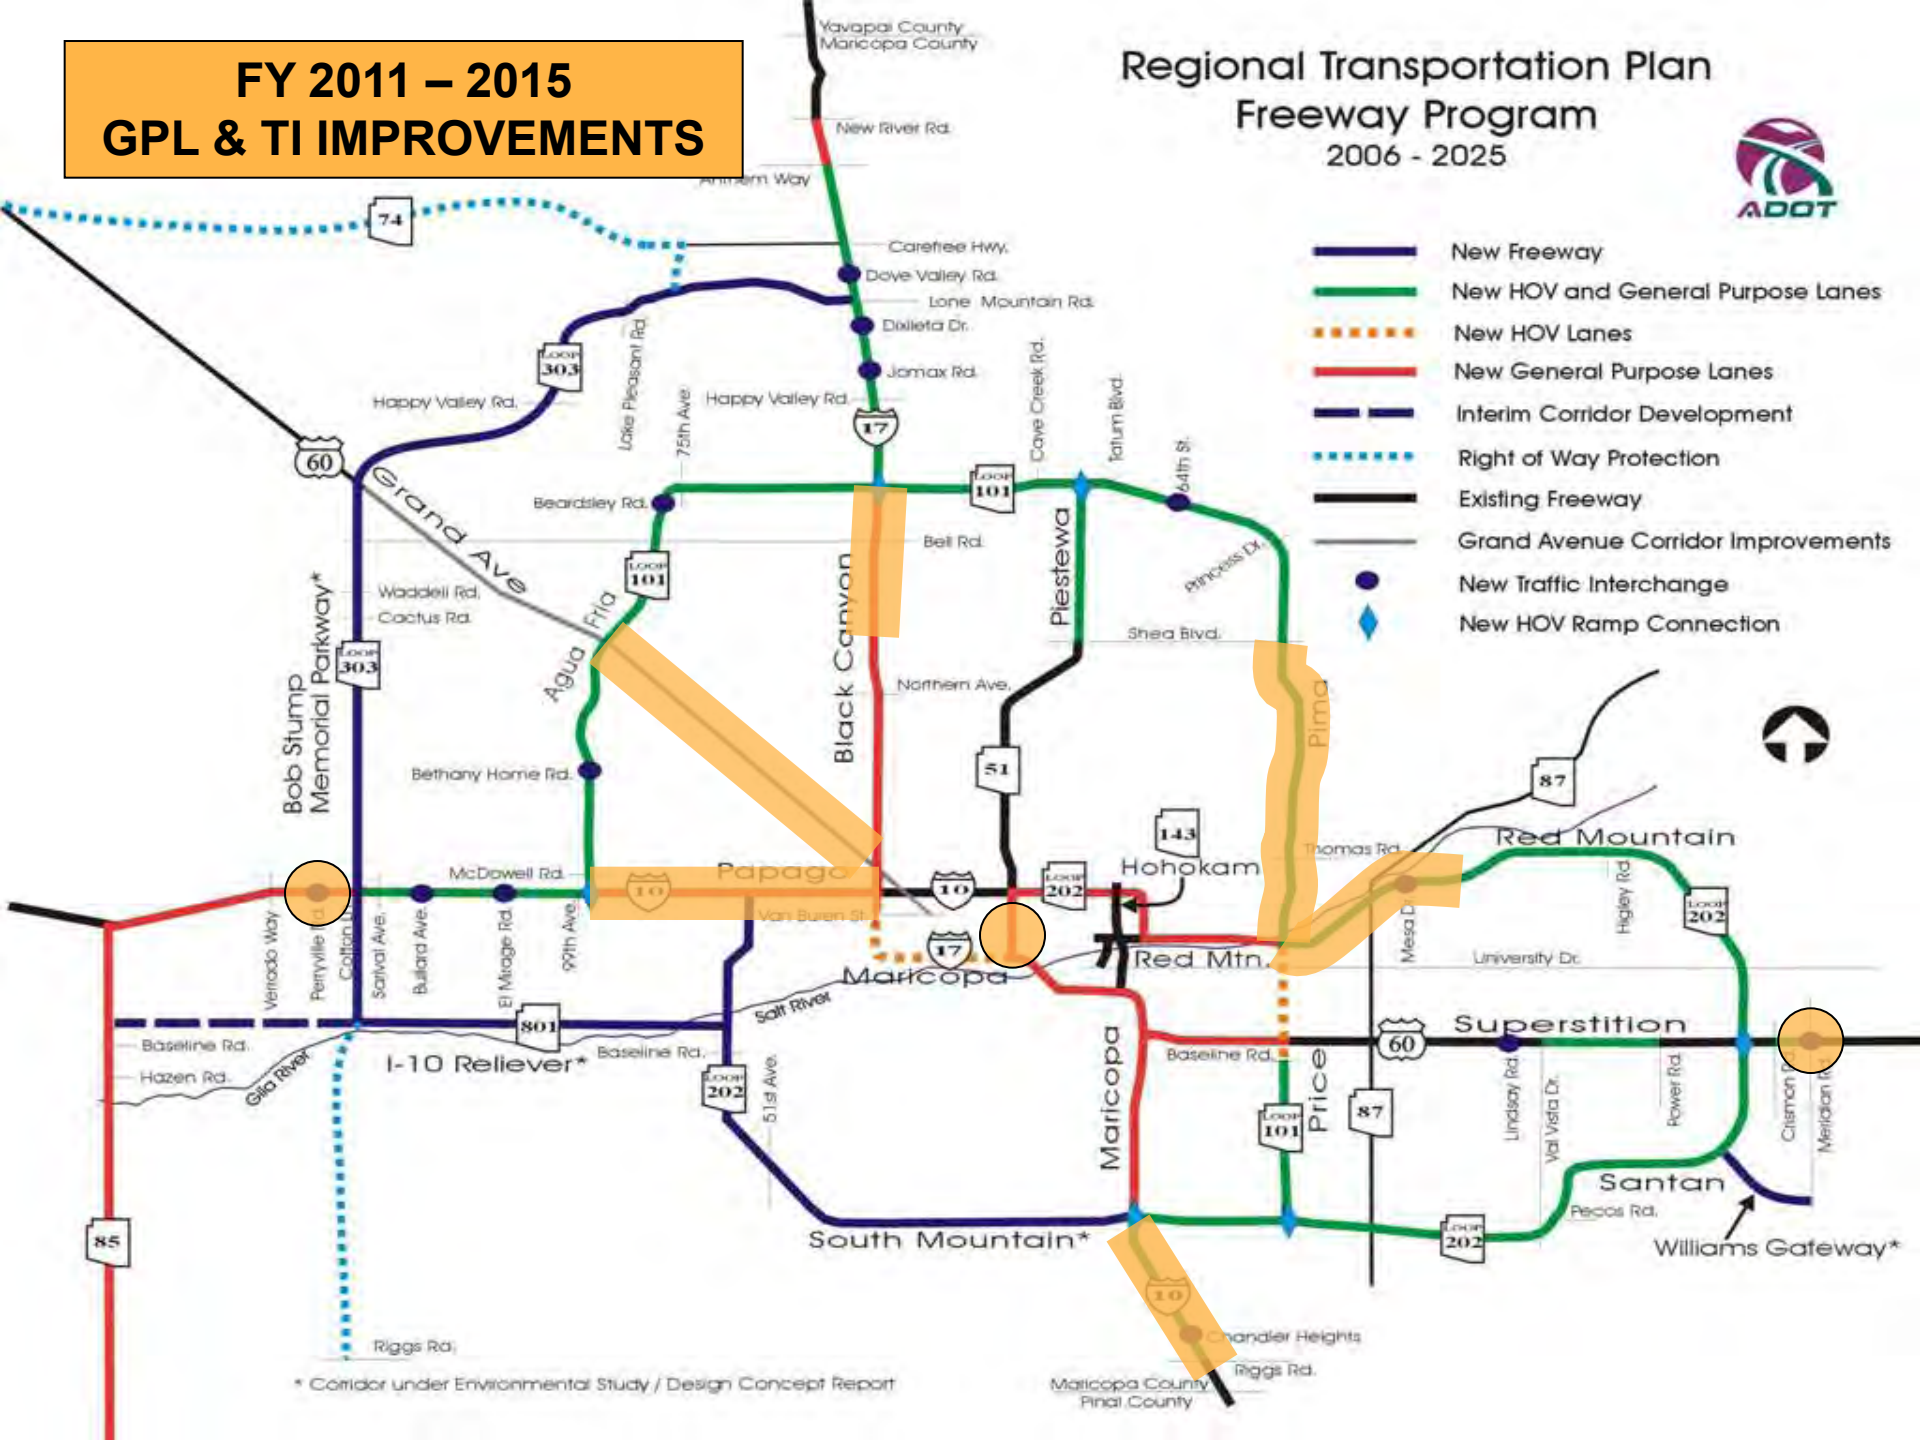 FY 2011 – 2015
GPL & TI IMPROVEMENTS
Regional Transportation Plan
Freeway Program
2006 - 2025
ADOT
New Freeway
New HOV and General Purpose Lanes
New HOV Lanes
New General Purpose Lanes
Interim Corridor Development
Right of Way Protection
Existing Freeway
Grand Avenue Corridor Improvements
New Traffic Interchange
New HOV Ramp Connection
Yavapai County
Maricopa County
New River Rd.
Anthem Way
74
Carefree Hwy.
Dove Valley Rd.
Lone Mountain Rd.
Dixileta Dr.
Jomax Rd.
Happy Valley Rd.
LOOP
303
Lake Pleasant Rd.
75th Ave.
Happy Valley Rd.
17
Cave Creek Rd.
Tatum Blvd.
64th St.
60
Grand Ave
Beardsley Rd.
LOOP
101
Bell Rd.
Princess Dr.
LOOP
101
Waddell Rd.
Cactus Rd.
Agua Fria
Black Canyon
Piestewa
Shea Blvd.
Bob Stump
Memorial Parkway*
LOOP
303
Northern Ave.
Pima
51
Bethany Home Rd.
87
143
Hohokam
Thomas Rd.
Red Mountain
McDowell Rd.
Papago
10
10
LOOP
202
Van Buren St.
Higley Rd.
LOOP
202
Verrado Way
Perryville Rd.
Sarival Ave.
Bullard Ave.
El Mirage Rd.
99th Ave.
17
Maricopa
Red Mtn.
Mesa Dr.
University Dr.
Salt River
801
I-10 Reliever*
Baseline Rd.
Baseline Rd.
Hazen Rd.
Gila River
LOOP
202
51st Ave.
Maricopa
Baseline Rd.
60
Superstition
Price
LOOP
101
87
Lindsay Rd.
Val Vista Dr.
Power Rd.
Crismon Rd.
Meridian Rd.
Santan
Pecos Rd.
LOOP
202
Williams Gateway*
85
South Mountain*
10
Chandler Heights
Riggs Rd.
Riggs Rd.
Maricopa County
Pinal County
* Corridor under Environmental Study / Design Concept Report